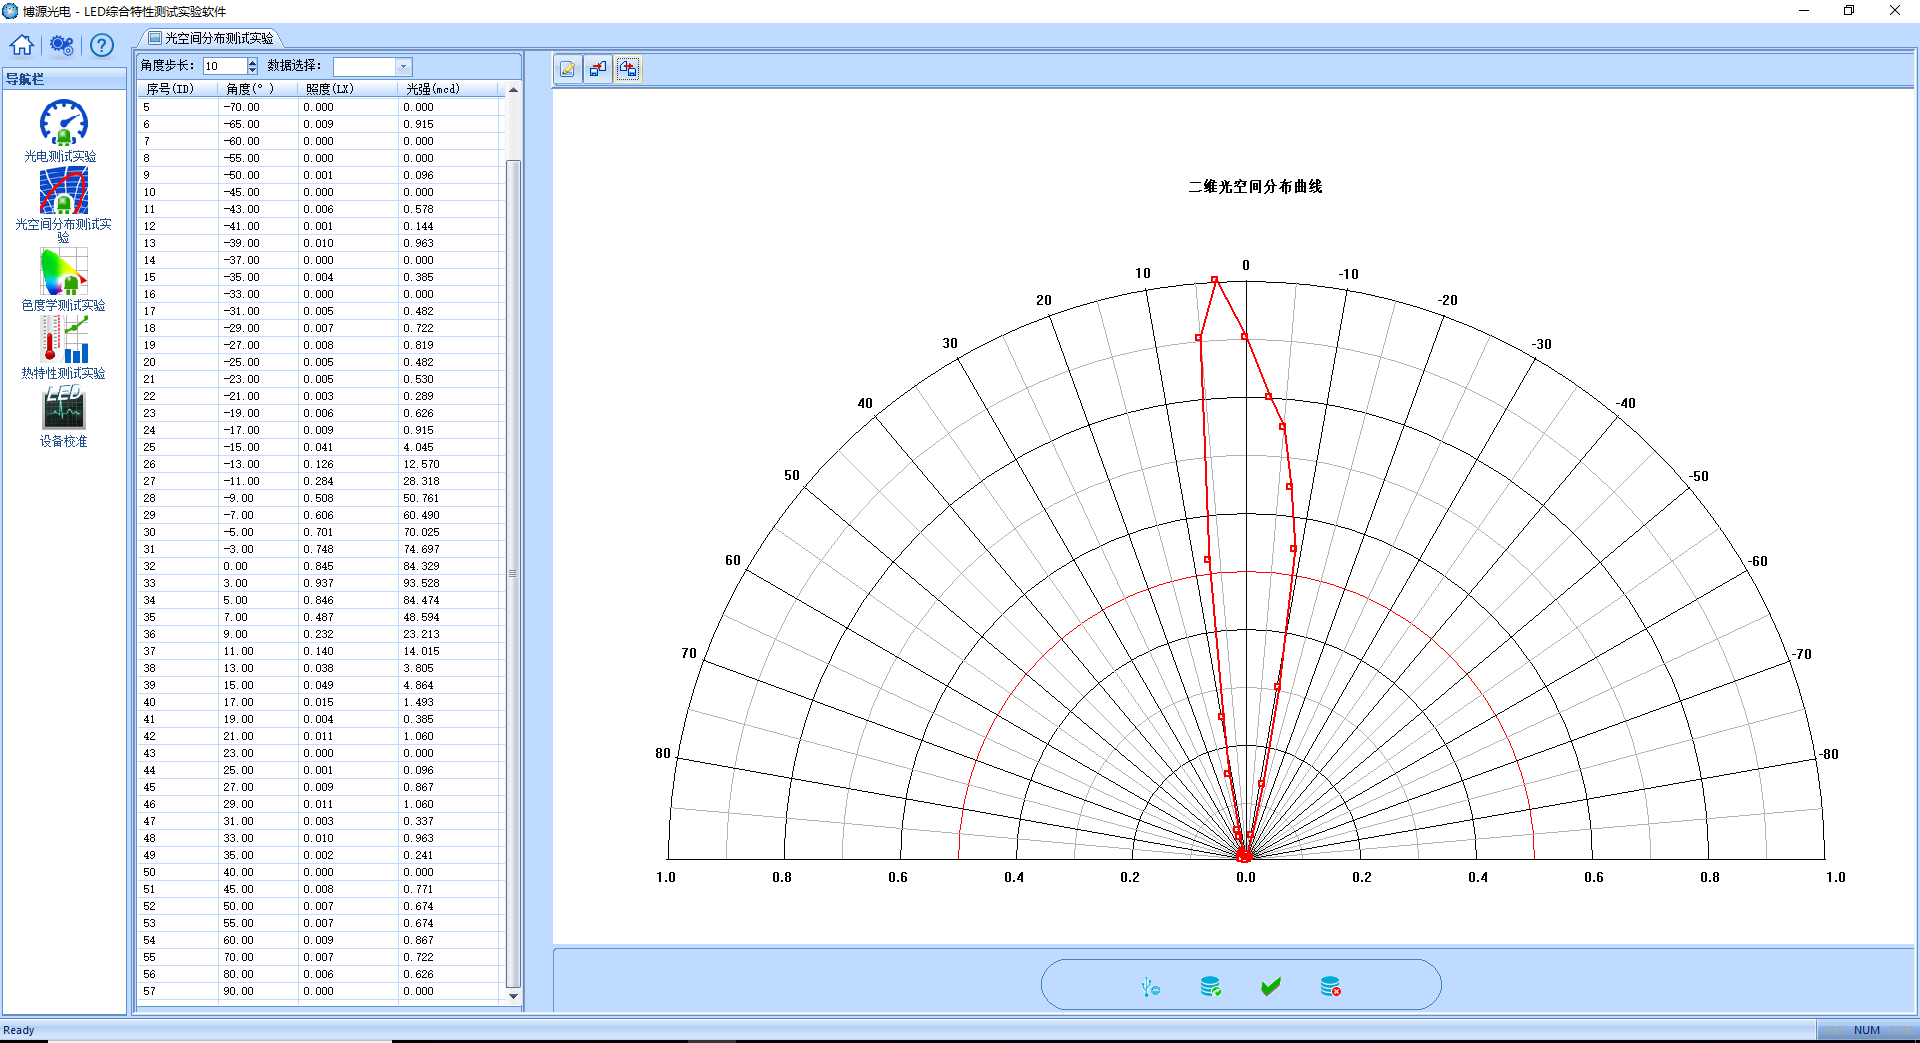 博源光电 - LED综合特性测试实验软件
光空间分布测试实验
导航栏
光电测试实验
光空间分布测试实
验
色度学测试实验
热特性测试实验
LED
设备校准
角度步长: 10 数据选择:
序号(ID) 角度(° ) 照度(LX) 光强(mcd)
5 -70.00 0.000 0.000
6 -65.00 0.009 0.915
7 -60.00 0.000 0.000
8 -55.00 0.000 0.000
9 -50.00 0.001 0.096
10 -45.00 0.000 0.000
11 -43.00 0.006 0.578
12 -41.00 0.001 0.144
13 -39.00 0.010 0.963
14 -37.00 0.000 0.000
15 -35.00 0.004 0.385
16 -33.00 0.000 0.000
17 -31.00 0.005 0.482
18 -29.00 0.007 0.722
19 -27.00 0.008 0.819
20 -25.00 0.005 0.482
21 -23.00 0.005 0.530
22 -21.00 0.003 0.289
23 -19.00 0.006 0.626
24 -17.00 0.009 0.915
25 -15.00 0.041 4.045
26 -13.00 0.126 12.570
27 -11.00 0.284 28.318
28 -9.00 0.508 50.761
29 -7.00 0.606 60.490
30 -5.00 0.701 70.025
31 -3.00 0.748 74.697
32 0.00 0.845 84.329
33 3.00 0.937 93.528
34 5.00 0.846 84.474
35 7.00 0.487 48.594
36 9.00 0.232 23.213
37 11.00 0.140 14.015
38 13.00 0.038 3.805
39 15.00 0.049 4.864
40 17.00 0.015 1.493
41 19.00 0.004 0.385
42 21.00 0.011 1.060
43 23.00 0.000 0.000
44 25.00 0.001 0.096
45 27.00 0.009 0.867
46 29.00 0.011 1.060
47 31.00 0.003 0.337
48 33.00 0.010 0.963
49 35.00 0.002 0.241
50 40.00 0.000 0.000
51 45.00 0.008 0.771
52 50.00 0.007 0.674
53 55.00 0.007 0.674
54 60.00 0.009 0.867
55 70.00 0.007 0.722
56 80.00 0.006 0.626
57 90.00 0.000 0.000
二维光空间分布曲线
0
10 -10
20 -20
30 -30
40 -40
50 -50
60 -60
70 -70
80 -80
1.0 0.8 0.6 0.4 0.2 0.0 0.2 0.4 0.6 0.8 1.0
Ready NUM